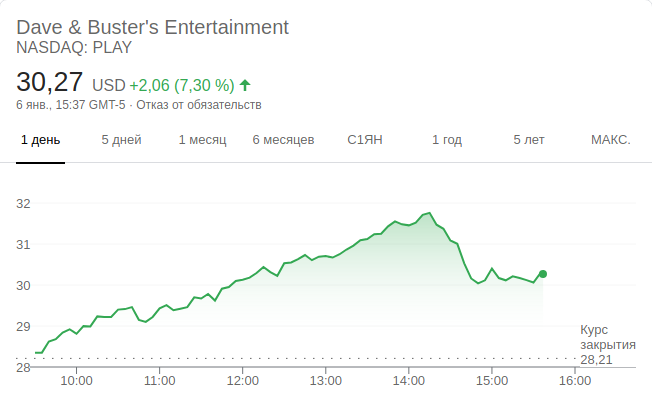 Dave & Buster's Entertainment
NASDAQ: PLAY
30,27 USD +2,06 (7,30 %)
6 янв., 15:37 GMT-5 · Отказ от обязательств
1 день 5 дней 1 месяц 6 месяцев С1ЯН 1 год 5 лет МАКС.
32
31
30
29
28
Курс
закрытия
28,21
10:00 11:00 12:00 13:00 14:00 15:00 16:00